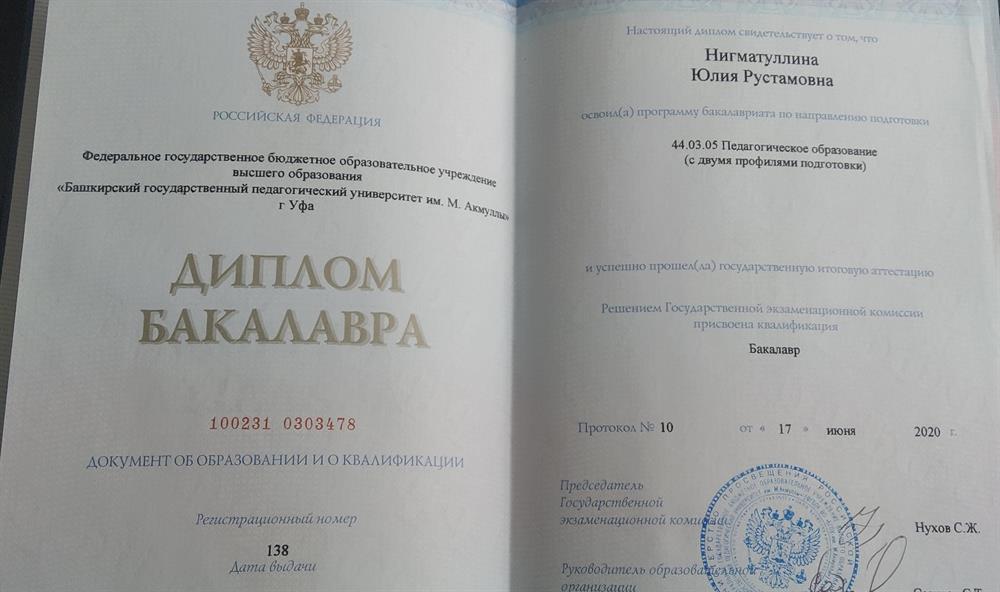 РОССИЙСКАЯ ФЕДЕРАЦИЯ
Федеральное государственное бюджетное образовательное учреждение
высшего образования
«Башкирский государственный педагогический университет им. М. Акмуллы»
г Уфа
ДИПЛОМ
БАКАЛАВРА
100231 0303478
ДОКУМЕНТ ОБ ОБРАЗОВАНИИ И О КВАЛИФИКАЦИИ
Регистрационный номер
138
Дата выдачи
Настоящий диплом свидетельствует о том, что
Нигматуллина
Юлия Рустамовна
освоил(а) программу бакалавриата по направлению подготовки
44.03.05 Педагогическое образование
(с двумя профилями подготовки)
и успешно прошел(ла) государственную итоговую аттестацию
Решением Государственной экзаменационной комиссии
присвоена квалификация
Бакалавр
Протокол № 10 от « 17 » июня 2020 г.
Председатель
Государственной
экзаменационной комиссии
Нухов С.Ж.
Руководитель образовательной
организации